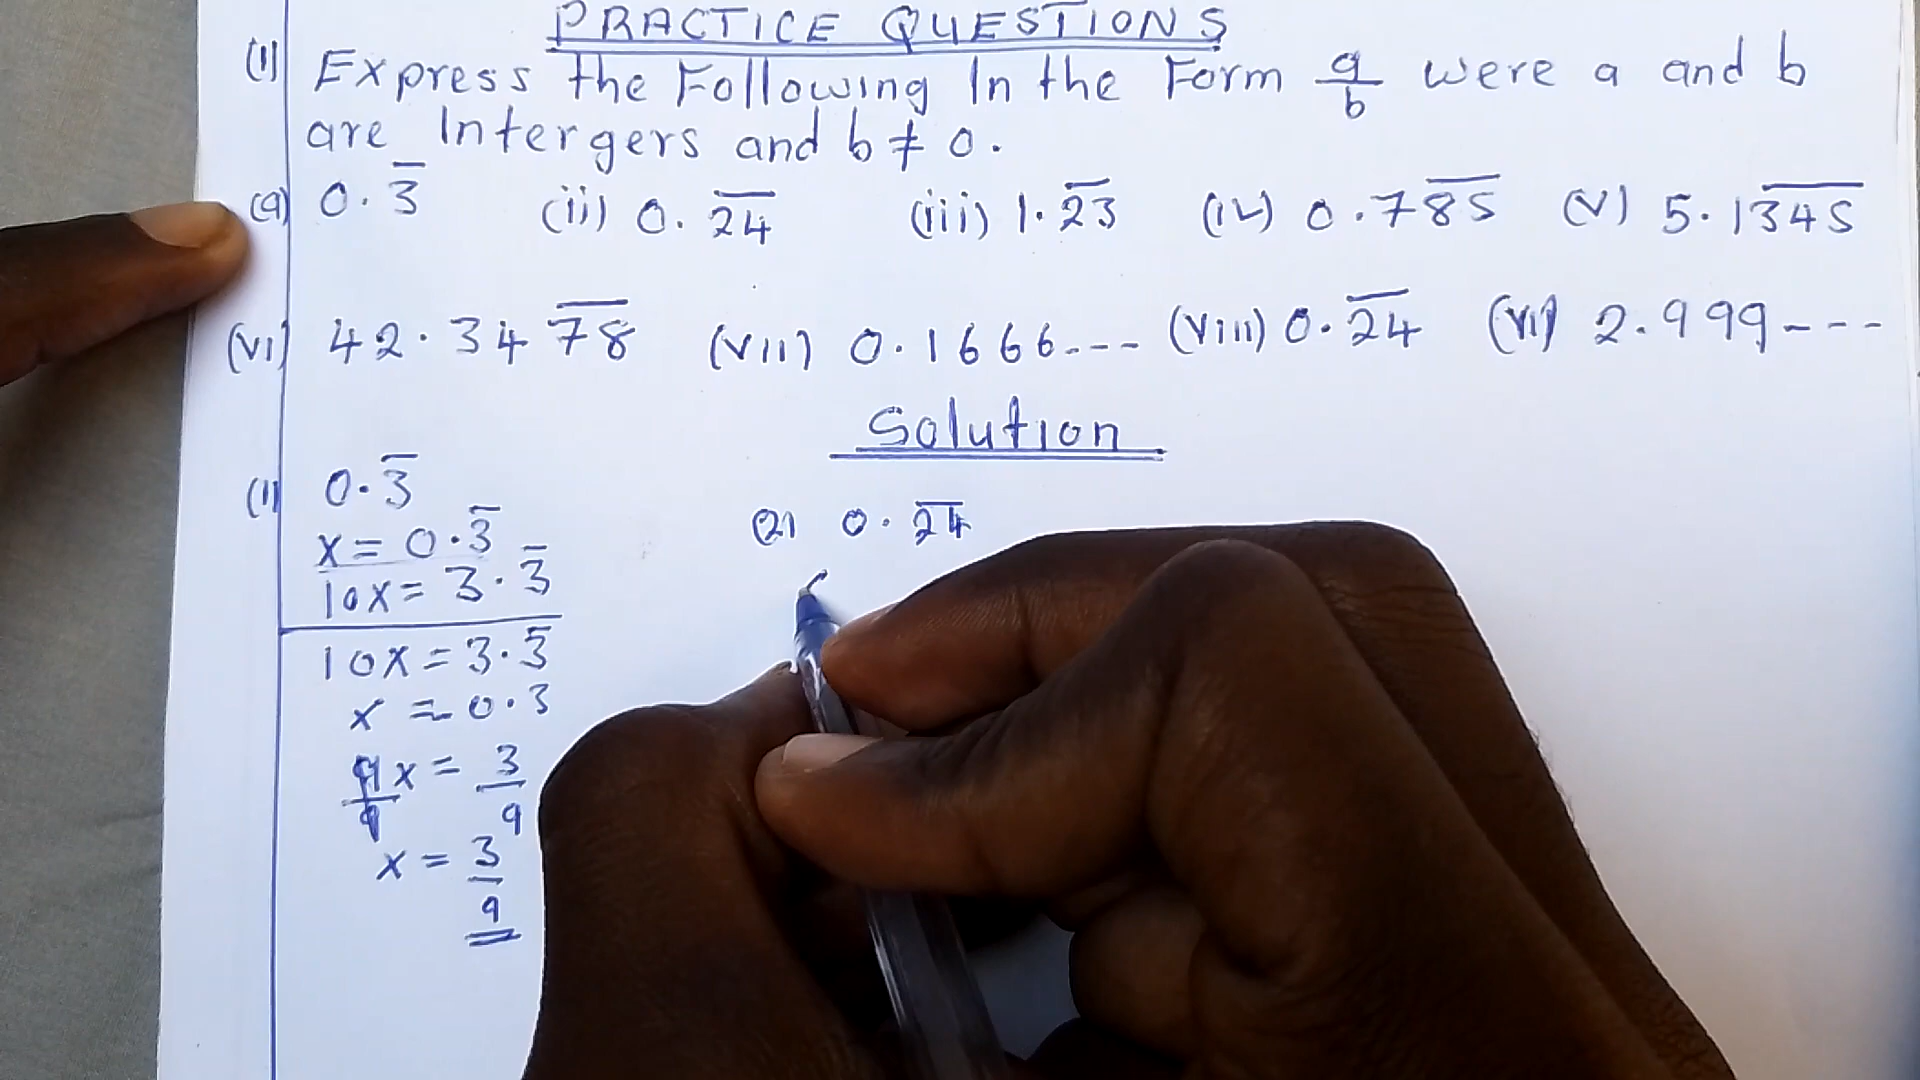 PRACTICE QUESTIONS
(1) Express the Following In the Form a/b were a and b
are Intergers and b ≠ 0.
(a) 0.3̅ (ii) 0.2̅4̅ (iii) 1.2̅3̅ (iv) 0.78̅5̅ (v) 5.13̅4̅5̅
(vi) 42.347̅8̅ (vii) 0.1666--- (viii) 0.2̅4̅ (vi) 2.999---
Solution
(1) 0.3̅
x = 0.3̅
10x = 3.3̅
10x = 3.3̅
x = 0.3
9x/9 = 3/9
x = 3/9
(2) 0.2̅4̅